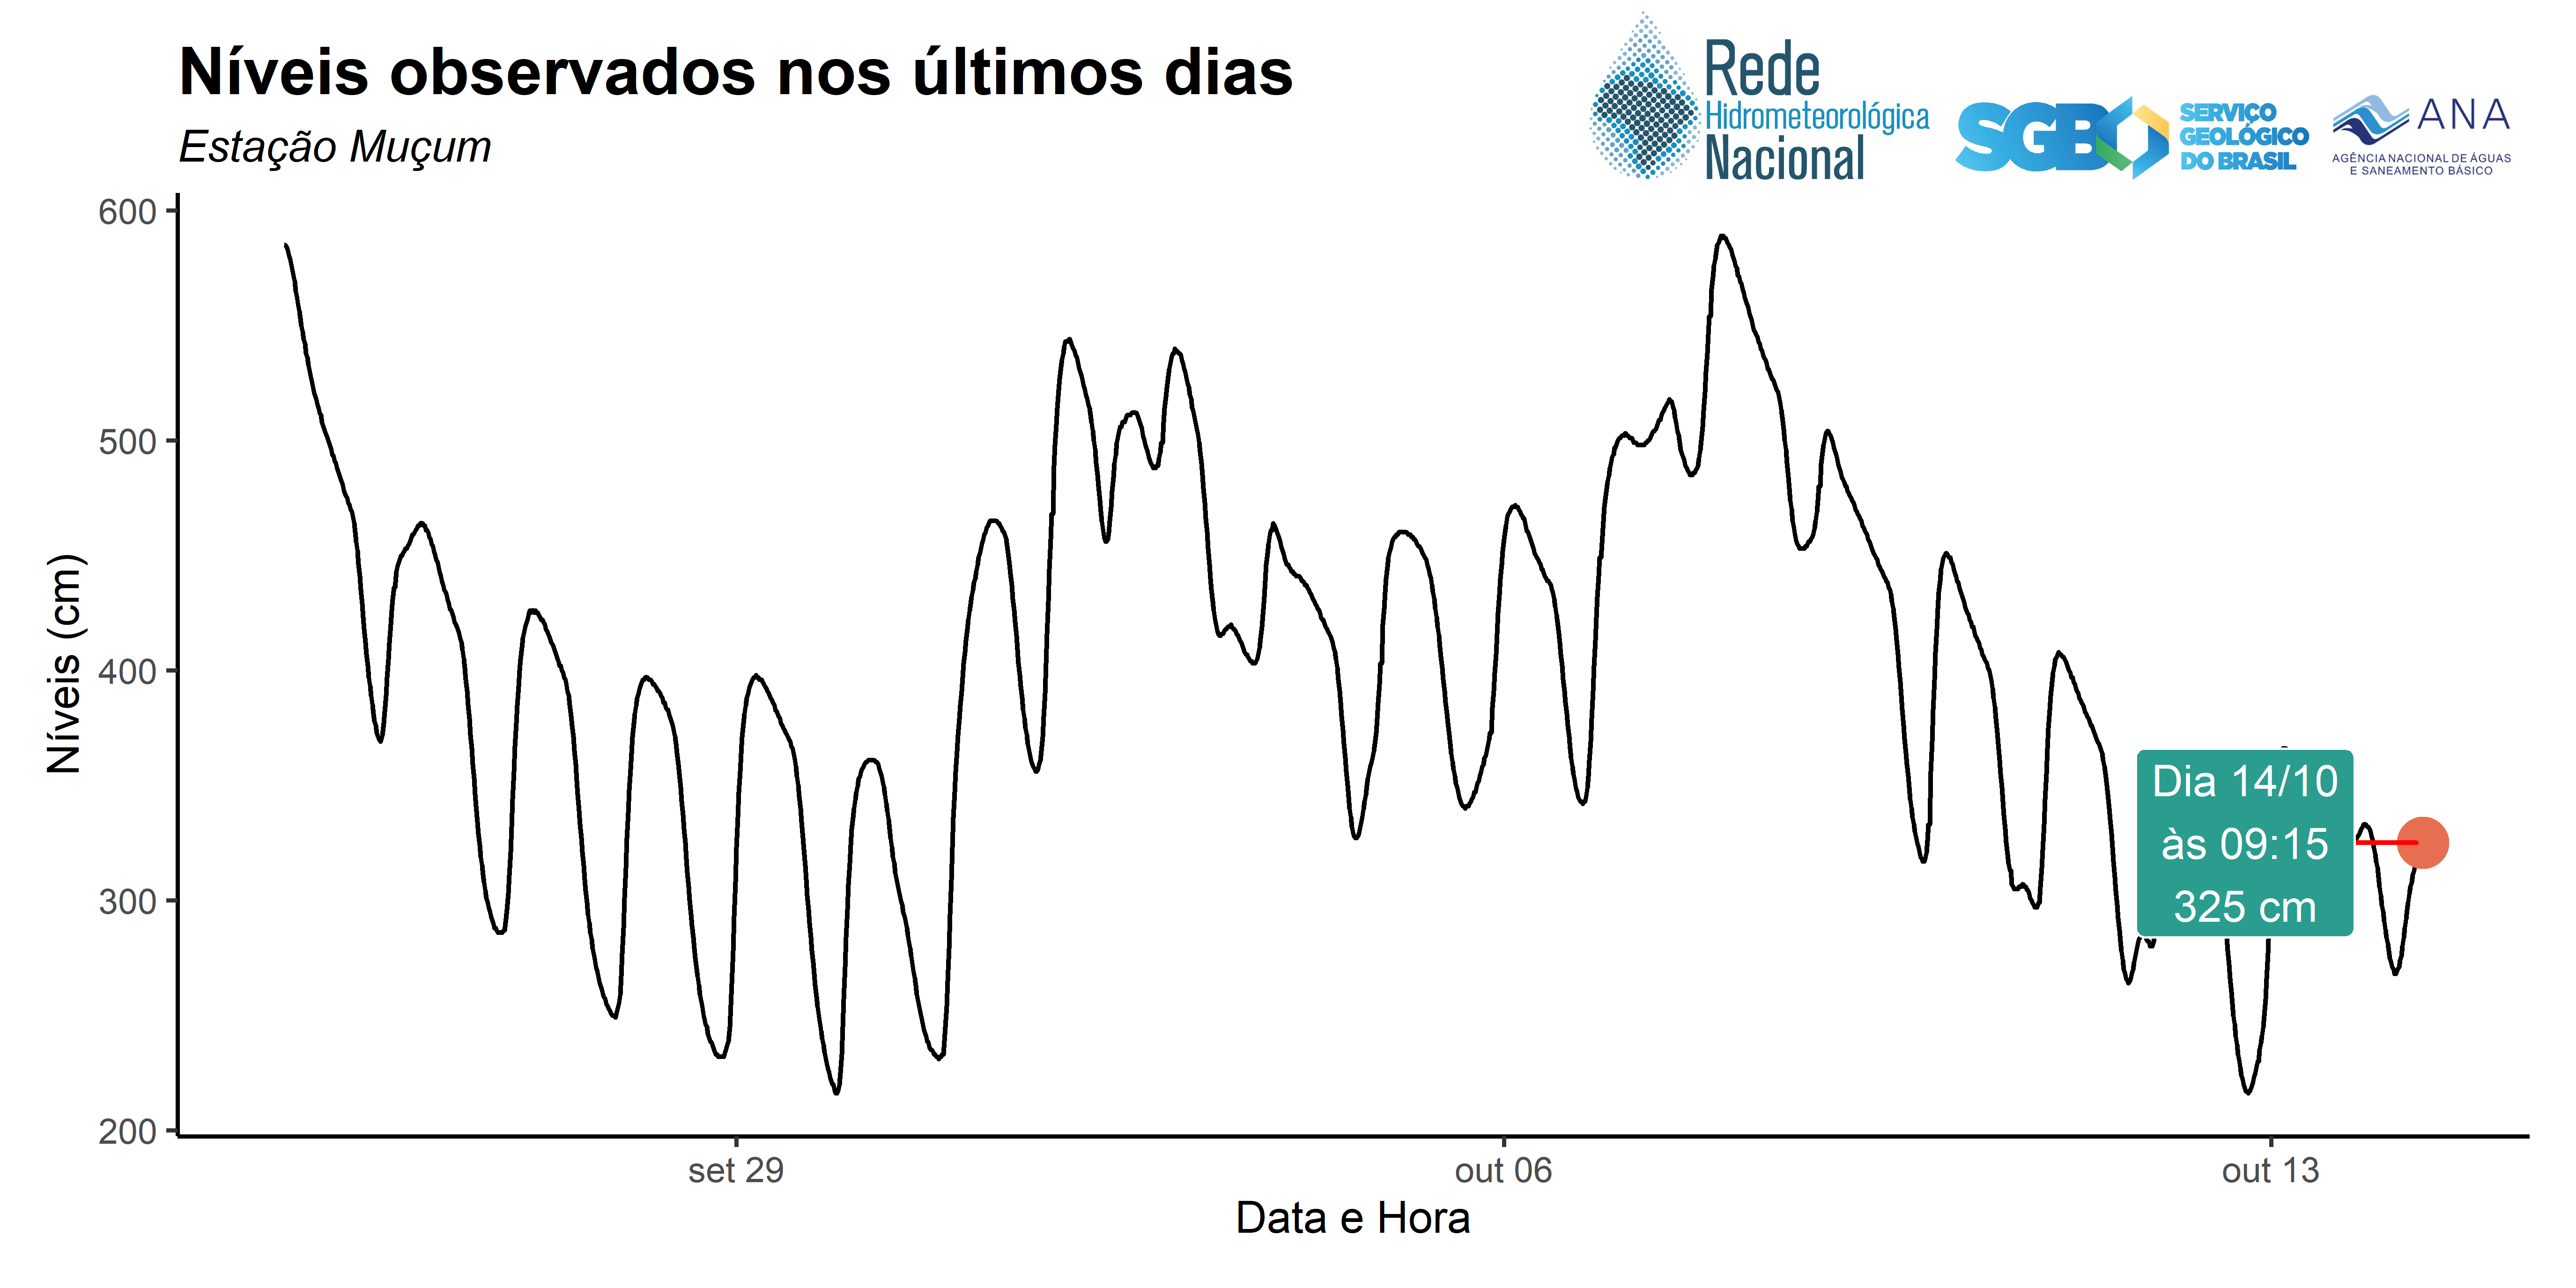 Níveis observados nos últimos dias
Estação Muçum
Rede
Hidrometeorológica
Nacional
SGB
SERVIÇO
GEOLÓGICO
DO BRASIL
ANA
AGÊNCIA NACIONAL DE ÁGUAS
E SANEAMENTO BÁSICO
Níveis (cm)
600
500
400
300
200
Dia 14/10
às 09:15
325 cm
set 29
out 06
out 13
Data e Hora